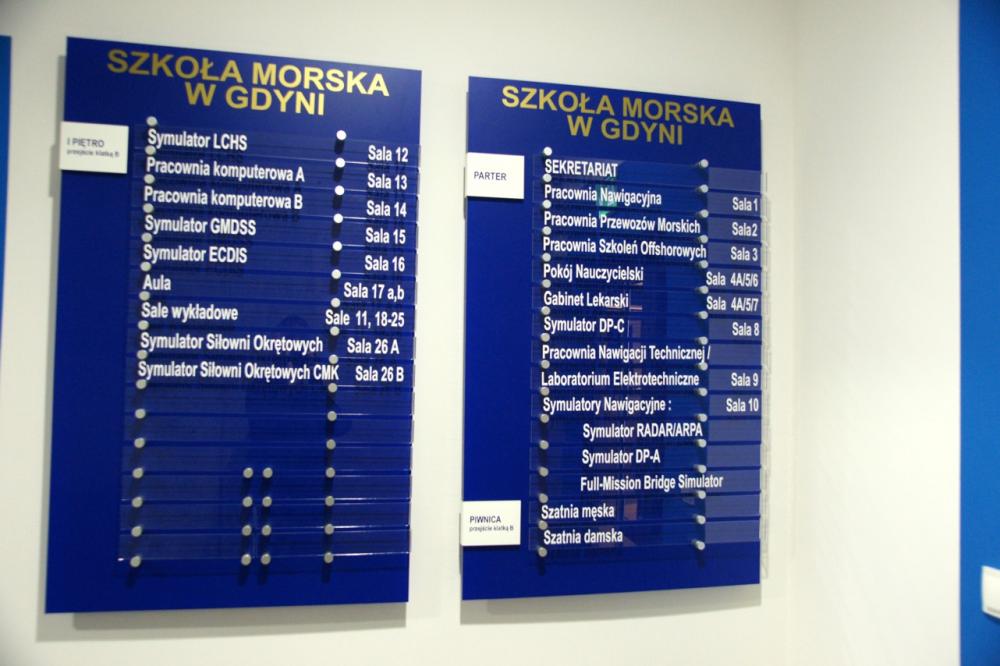 SZKOŁA MORSKA
W GDYNI
I PIĘTRO
przejście klatką B
Symulator LCHS Sala 12
Pracownia komputerowa A Sala 13
Pracownia komputerowa B Sala 14
Symulator GMDSS Sala 15
Symulator ECDIS Sala 16
Aula Sala 17 a,b
Sale wykładowe Sale 11, 18-25
Symulator Siłowni Okrętowych Sala 26 A
Symulator Siłowni Okrętowych CMK Sala 26 B
SZKOŁA MORSKA
W GDYNI
PARTER
SEKRETARIAT
Pracownia Nawigacyjna Sala 1
Pracownia Przewozów Morskich Sala2
Pracownia Szkoleń Offshorowych Sala 3
Pokój Nauczycielski Sala 4A/5/6
Gabinet Lekarski Sala 4A/5/7
Symulator DP-C Sala 8
Pracownia Nawigacji Technicznej /
Laboratorium Elektrotechniczne Sala 9
Symulatory Nawigacyjne : Sala 10
Symulator RADAR/ARPA
Symulator DP-A
Full-Mission Bridge Simulator
PIWNICA
przejście klatką B
Szatnia męska
Szatnia damska